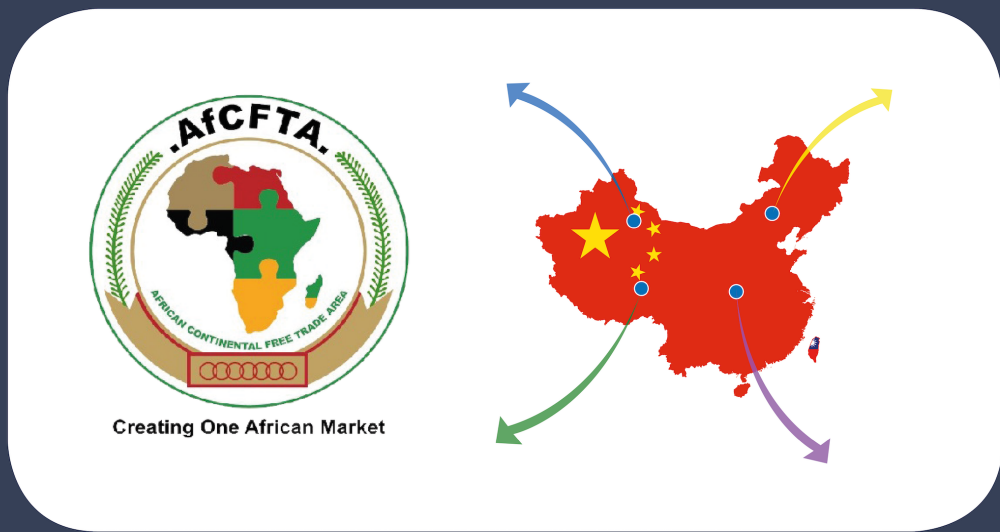 .AfCFTA.
AFRICAN CONTINENTAL FREE TRADE AREA
Creating One African Market